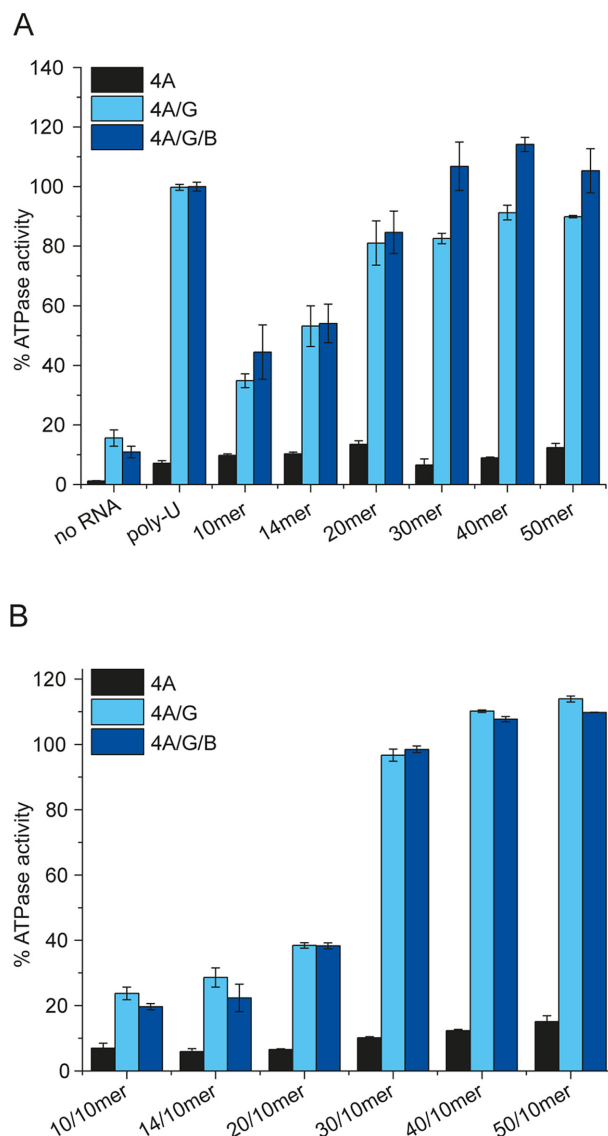 A
140
120
100
80
60
40
20
0
% ATPase activity
4A
4A/G
4A/G/B
no RNA
poly-U
10mer
14mer
20mer
30mer
40mer
50mer
B
120
100
80
60
40
20
0
% ATPase activity
4A
4A/G
4A/G/B
10/10mer
14/10mer
20/10mer
30/10mer
40/10mer
50/10mer